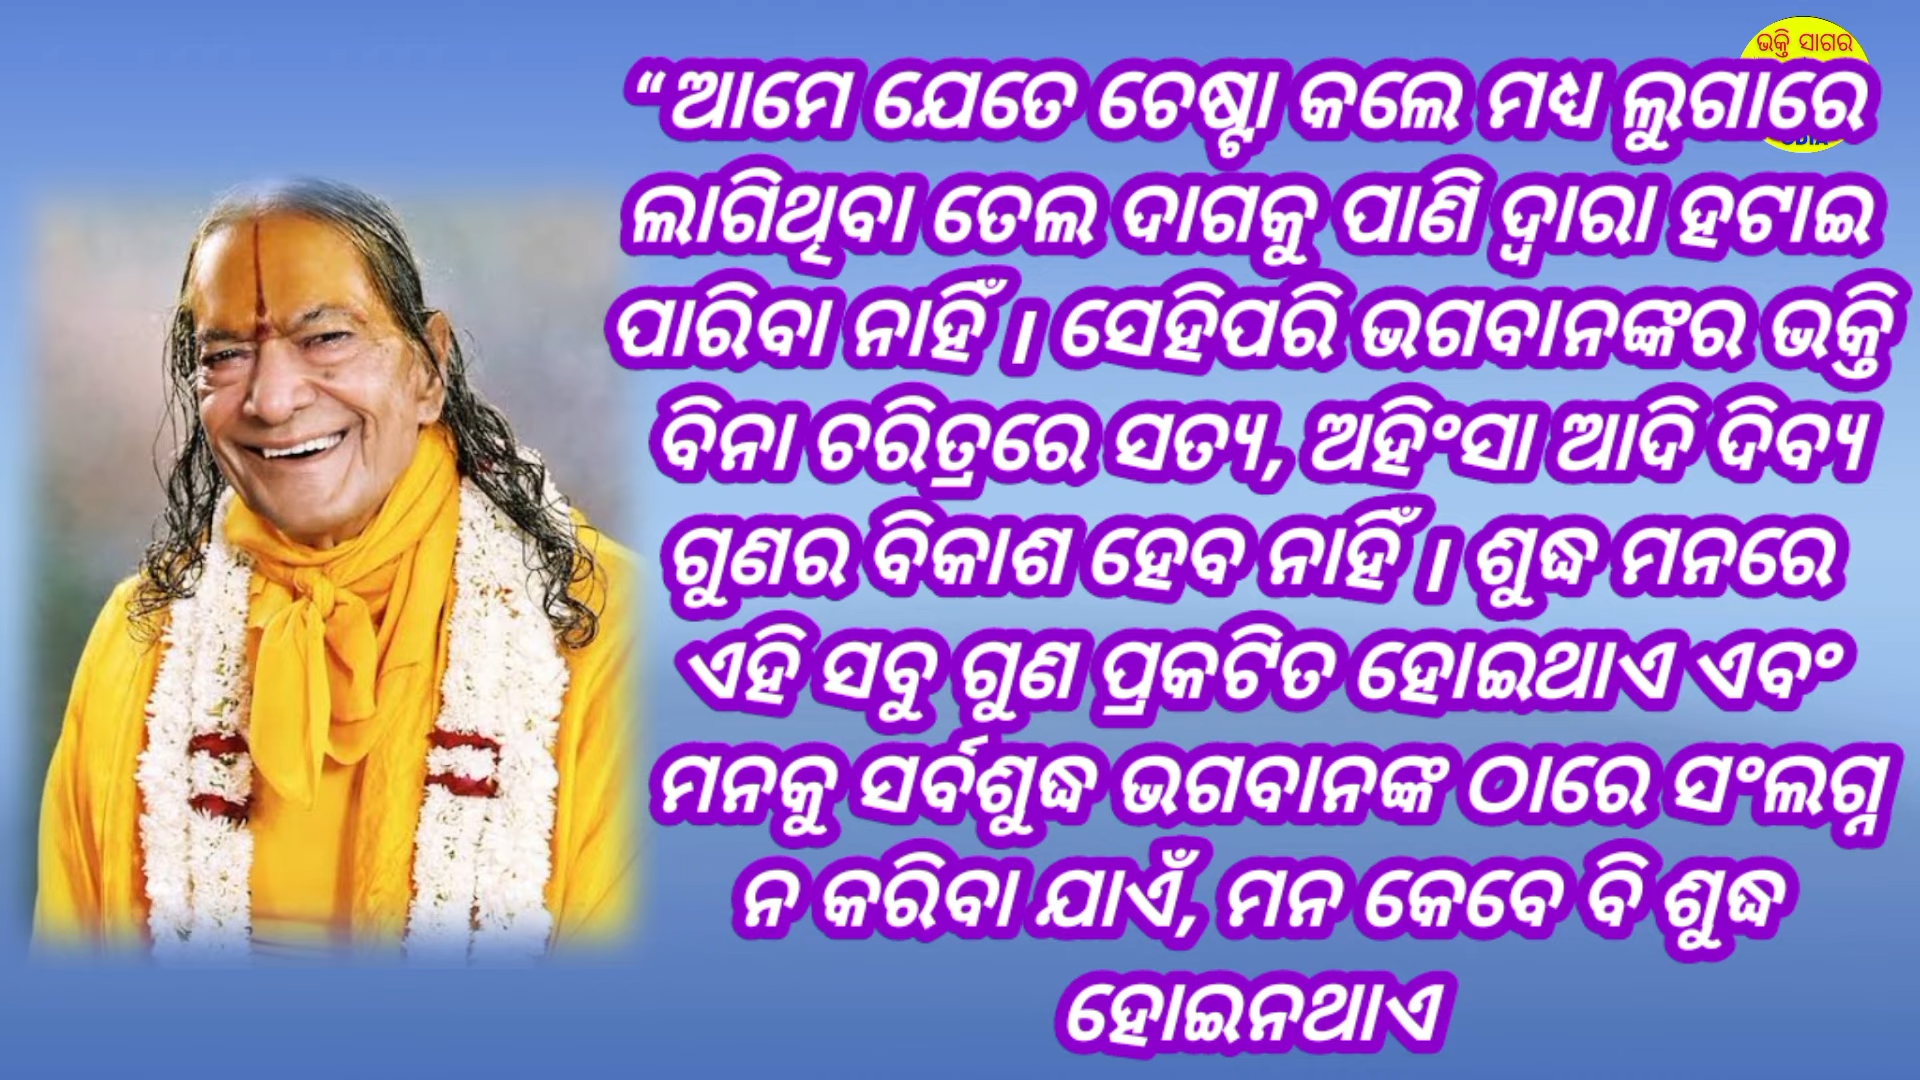 ଭକ୍ତି ସାଗର
“ ଆମେ ଯେତେ ଚେଷ୍ଟା କଲେ ମଧ୍ୟ ଲୁଗାରେ
ଲାଗିଥିବା ତେଲ ଦାଗକୁ ପାଣି ଦ୍ୱାରା ହଟାଇ
ପାରିବା ନାହିଁ । ସେହିପରି ଭଗବାନଙ୍କର ଭକ୍ତି
ବିନା ଚରିତ୍ରରେ ସତ୍ୟ, ଅହିଂସା ଆଦି ଦିବ୍ୟ
ଗୁଣର ବିକାଶ ହେବ ନାହିଁ । ଶୁଦ୍ଧ ମନରେ
ଏହି ସବୁ ଗୁଣ ପ୍ରକଟିତ ହୋଇଥାଏ ଏବଂ
ମନକୁ ସର୍ବଶୁଦ୍ଧ ଭଗବାନଙ୍କ ଠାରେ ସଂଲଗ୍ନ
ନ କରିବା ଯାଏଁ, ମନ କେବେ ବି ଶୁଦ୍ଧ
ହୋଇନଥାଏ